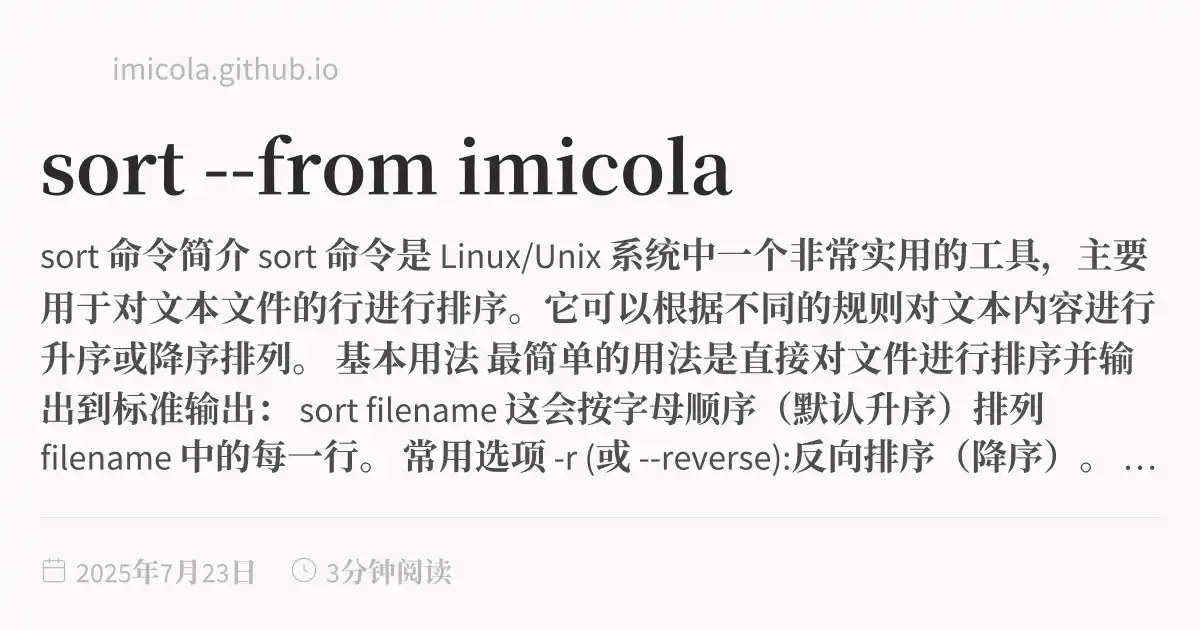 imicola.github.io
sort --from imicola
sort 命令简介 sort 命令是 Linux/Unix 系统中一个非常实用的工具，主要
用于对文本文件的行进行排序。它可以根据不同的规则对文本内容进行
升序或降序排列。 基本用法 最简单的用法是直接对文件进行排序并输
出到标准输出： sort filename 这会按字母顺序（默认升序）排列
filename 中的每一行。 常用选项 -r (或 --reverse):反向排序（降序）。 …
2025年7月23日 3分钟阅读